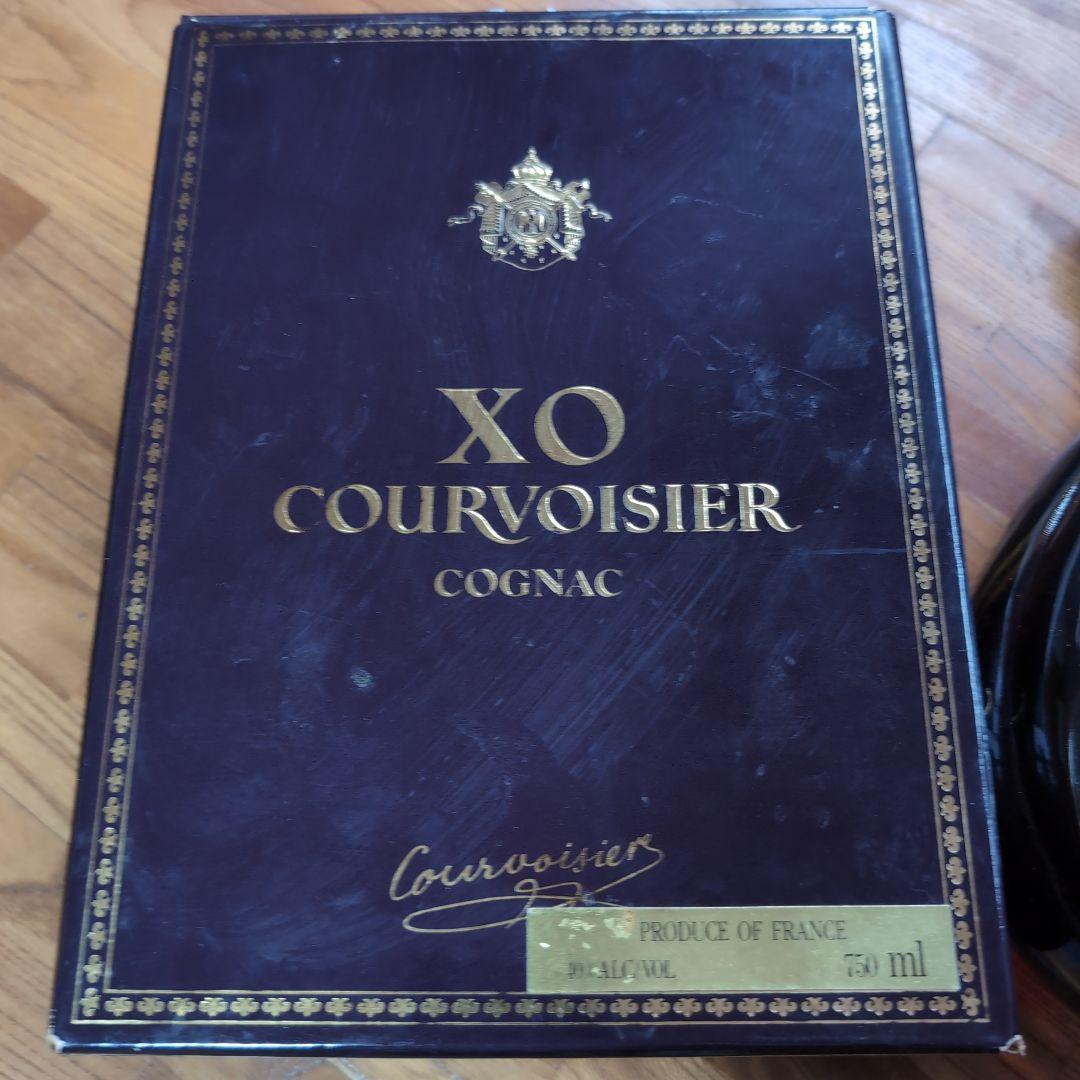 XO
COURVOISIER
COGNAC
Courvoisier
PRODUCE OF FRANCE
ALC/VOL 750 ml